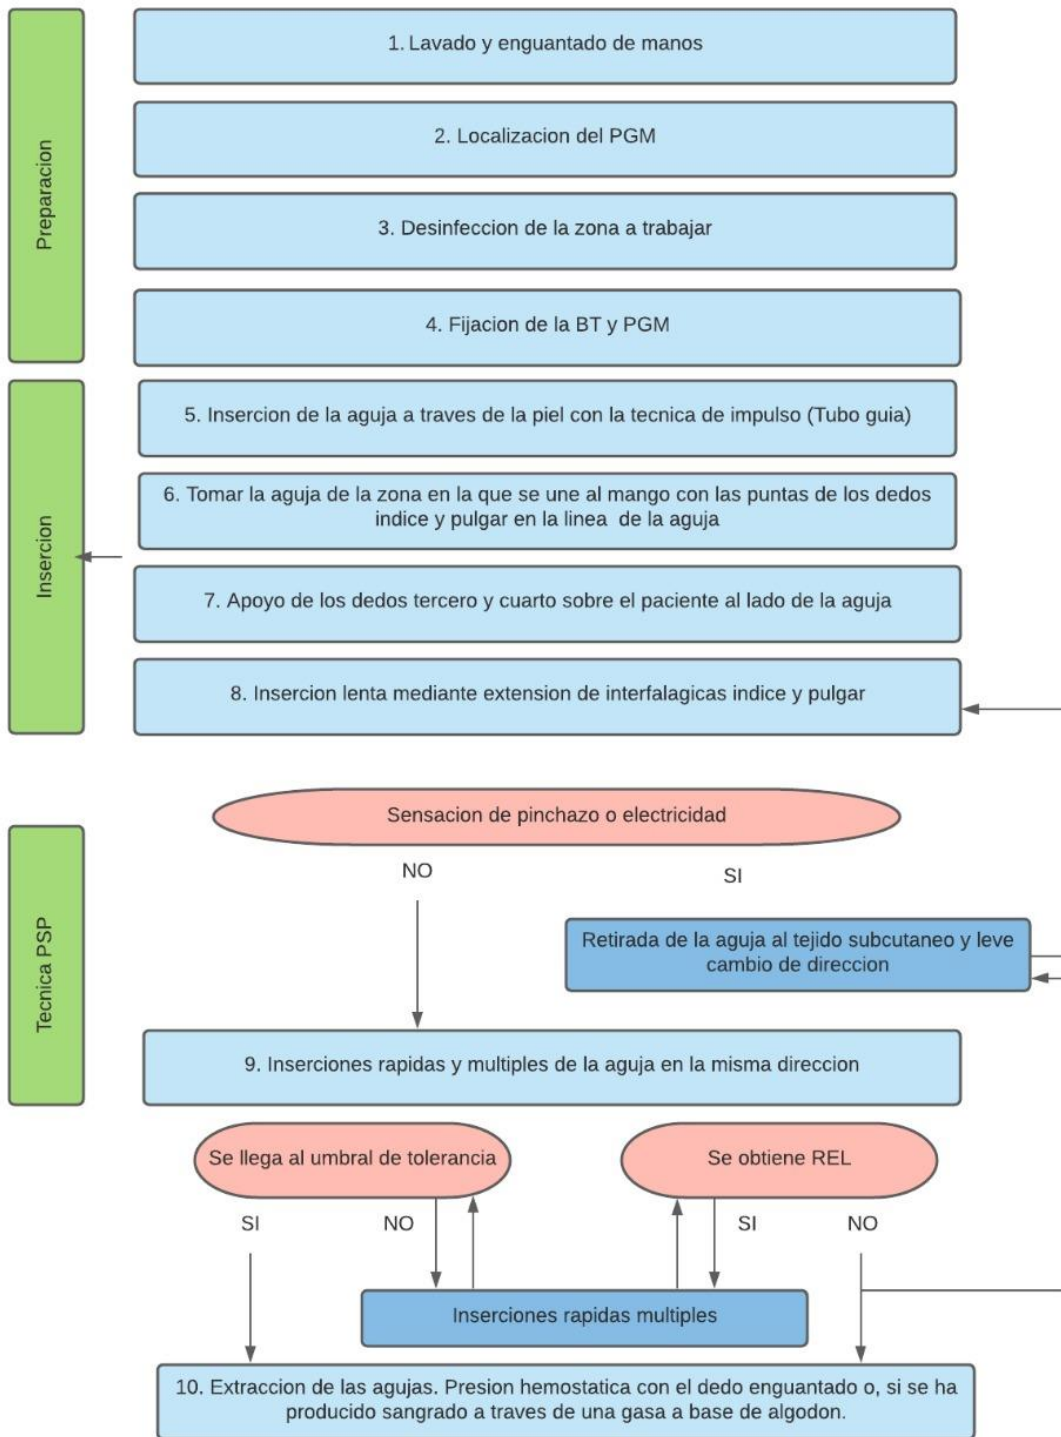 Preparacion
1. Lavado y enguantado de manos
2. Localizacion del PGM
3. Desinfeccion de la zona a trabajar
4. Fijacion de la BT y PGM
Insercion
5. Insercion de la aguja a traves de la piel con la tecnica de impulso (Tubo guia)
6. Tomar la aguja de la zona en la que se une al mango con las puntas de los dedos
indice y pulgar en la linea de la aguja
7. Apoyo de los dedos tercero y cuarto sobre el paciente al lado de la aguja
8. Insercion lenta mediante extension de interfalagicas indice y pulgar
Tecnica PSP
Sensacion de pinchazo o electricidad
NO
SI
Retirada de la aguja al tejido subcutaneo y leve
cambio de direccion
9. Inserciones rapidas y multiples de la aguja en la misma direccion
Se llega al umbral de tolerancia
Se obtiene REL
SI
NO
SI
NO
Inserciones rapidas multiples
10. Extraccion de las agujas. Presion hemostatica con el dedo enguantado o, si se ha
producido sangrado a traves de una gasa a base de algodon.